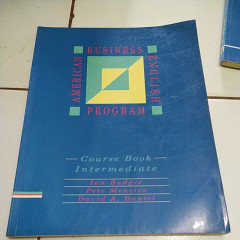 AMERICAN
BUSINESS
ENGLISH
PROGRAM
Course Book
Intermediate
Ian Badger
Pete Menzies
David A. Daniel